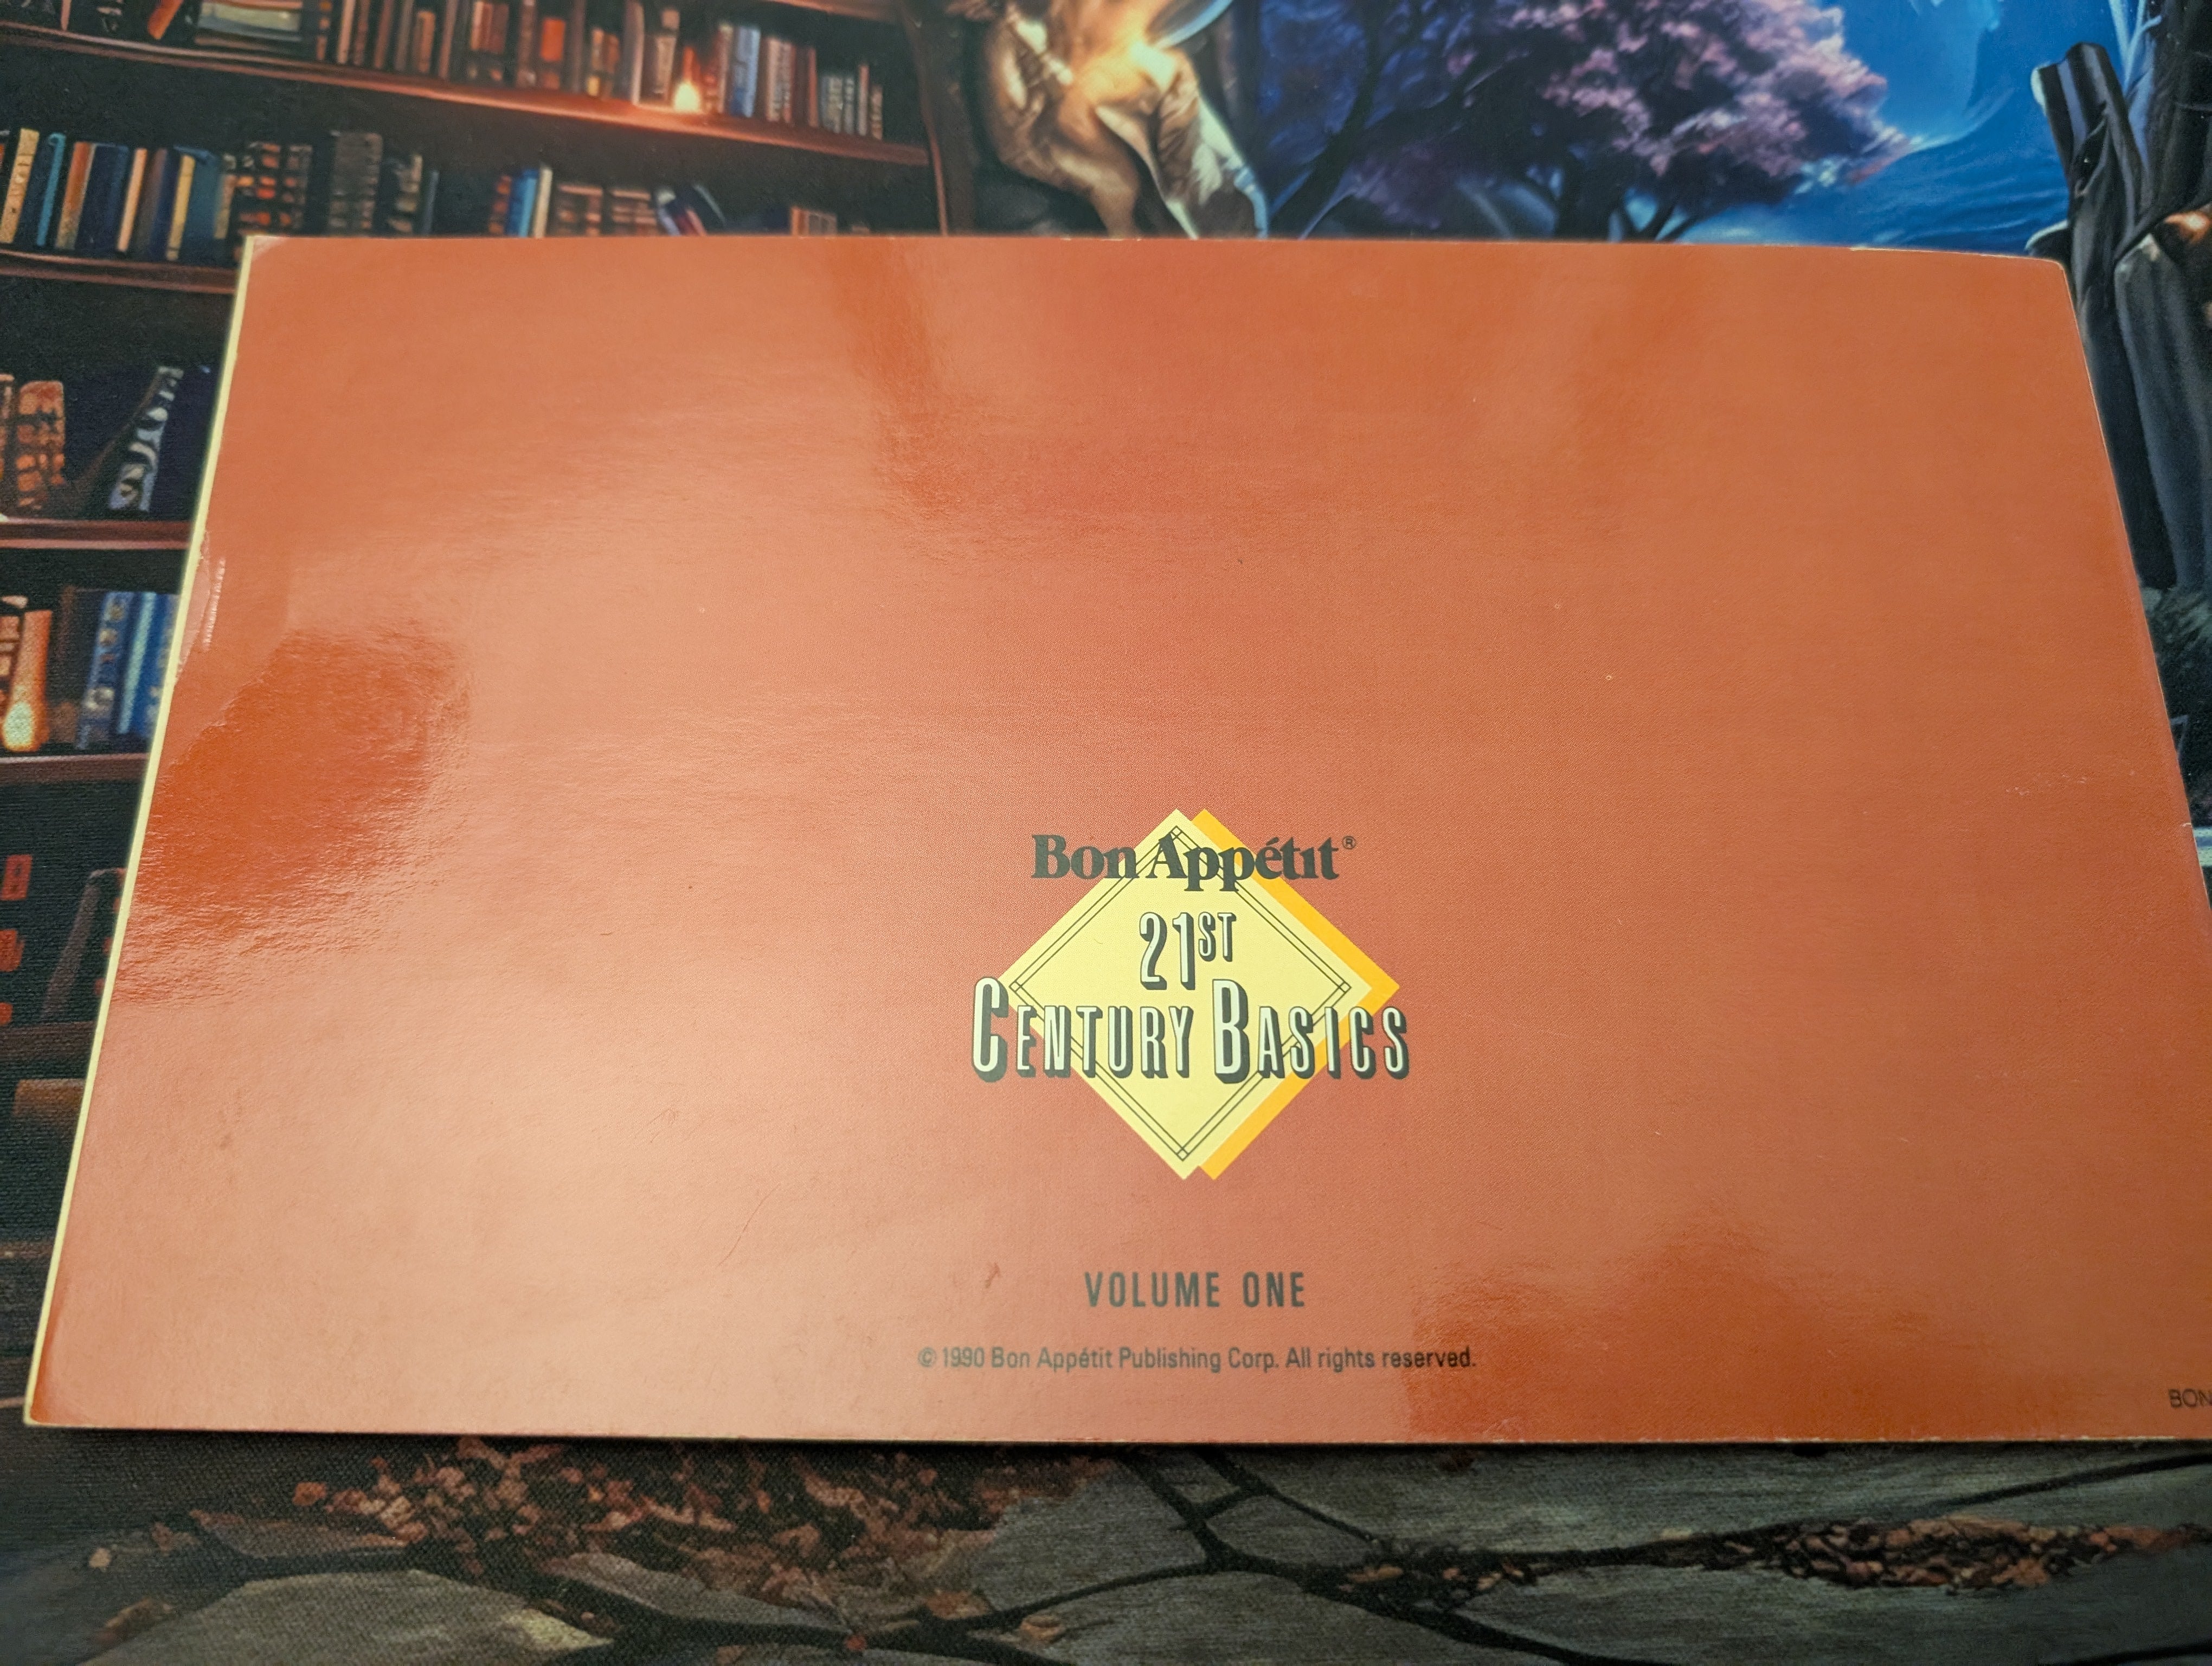 Bon Appétit®
21ST
CENTURY BASICS
VOLUME ONE
© 1990 Bon Appétit Publishing Corp. All rights reserved.
BON